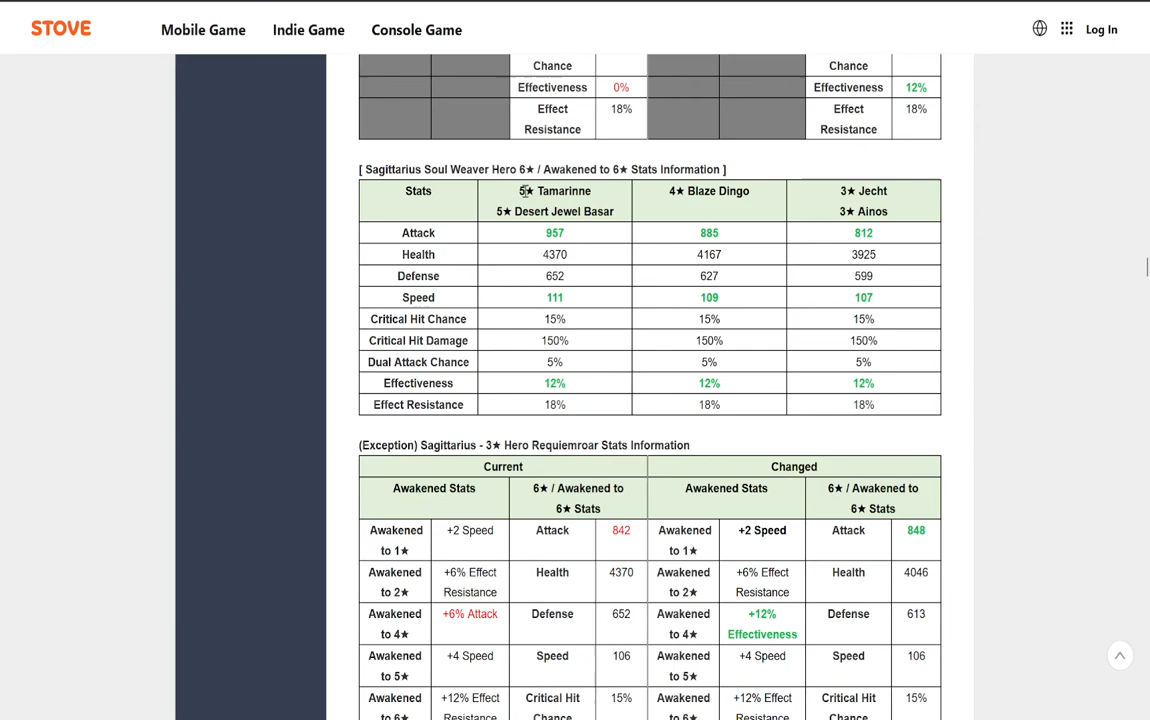 STOVE Mobile Game Indie Game Console Game Log In
Chance Chance
Effectiveness 0% Effectiveness 12%
Effect 18% Effect 18%
Resistance Resistance
[ Sagittarius Soul Weaver Hero 6★ / Awakened to 6★ Stats Information ]
Stats 5★ Tamarinne 4★ Blaze Dingo 3★ Jecht
5★ Desert Jewel Basar 3★ Ainos
Attack 957 885 812
Health 4370 4167 3925
Defense 652 627 599
Speed 111 109 107
Critical Hit Chance 15% 15% 15%
Critical Hit Damage 150% 150% 150%
Dual Attack Chance 5% 5% 5%
Effectiveness 12% 12% 12%
Effect Resistance 18% 18% 18%
(Exception) Sagittarius - 3★ Hero Requiemroar Stats Information
Current Changed
Awakened Stats 6★ / Awakened to Awakened Stats 6★ / Awakened to
6★ Stats 6★ Stats
Awakened +2 Speed Attack 842 Awakened +2 Speed Attack 848
to 1★ to 1★
Awakened +6% Effect Health 4370 Awakened +6% Effect Health 4046
to 2★ Resistance to 2★ Resistance
Awakened +6% Attack Defense 652 Awakened +12% Defense 613
to 4★ to 4★ Effectiveness
Awakened +4 Speed Speed 106 Awakened +4 Speed Speed 106
to 5★ to 5★
Awakened +12% Effect Critical Hit 15% Awakened +12% Effect Critical Hit 15%
to 6★ Resistance Chance to 6★ Resistance Chance